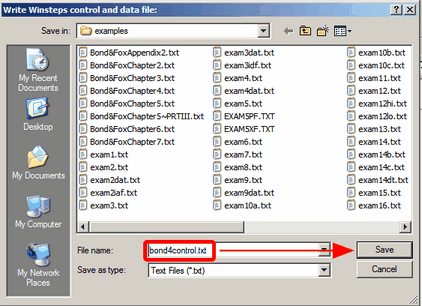 Write Winsteps control and data file:
Save in: examples
My Recent Documents
Desktop
My Documents
My Computer
My Network Places
Bond&FoxAppendix2.txt
Bond&FoxChapter2.txt
Bond&FoxChapter3.txt
Bond&FoxChapter4.txt
Bond&FoxChapter5.txt
Bond&FoxChapter5~PRTIII.txt
Bond&FoxChapter6.txt
Bond&FoxChapter7.txt
exam1.txt
exam2.txt
exam2dat.txt
exam2iaf.txt
exam3.txt
exam3dat.txt
exam3idf.txt
exam4.txt
exam4dat.txt
exam5.txt
EXAM5PF.TXT
EXAM5XF.TXT
exam6.txt
exam7.txt
exam8.txt
exam9.txt
exam9dat.txt
exam10a.txt
exam10b.txt
exam10c.txt
exam11.txt
exam12.txt
exam12hi.txt
exam12lo.txt
exam13.txt
exam14.txt
exam14b.txt
exam14c.txt
exam14dt.txt
exam15.txt
exam16.txt
File name: bond4control.txt Save
Save as type: Text Files (*.txt) Cancel